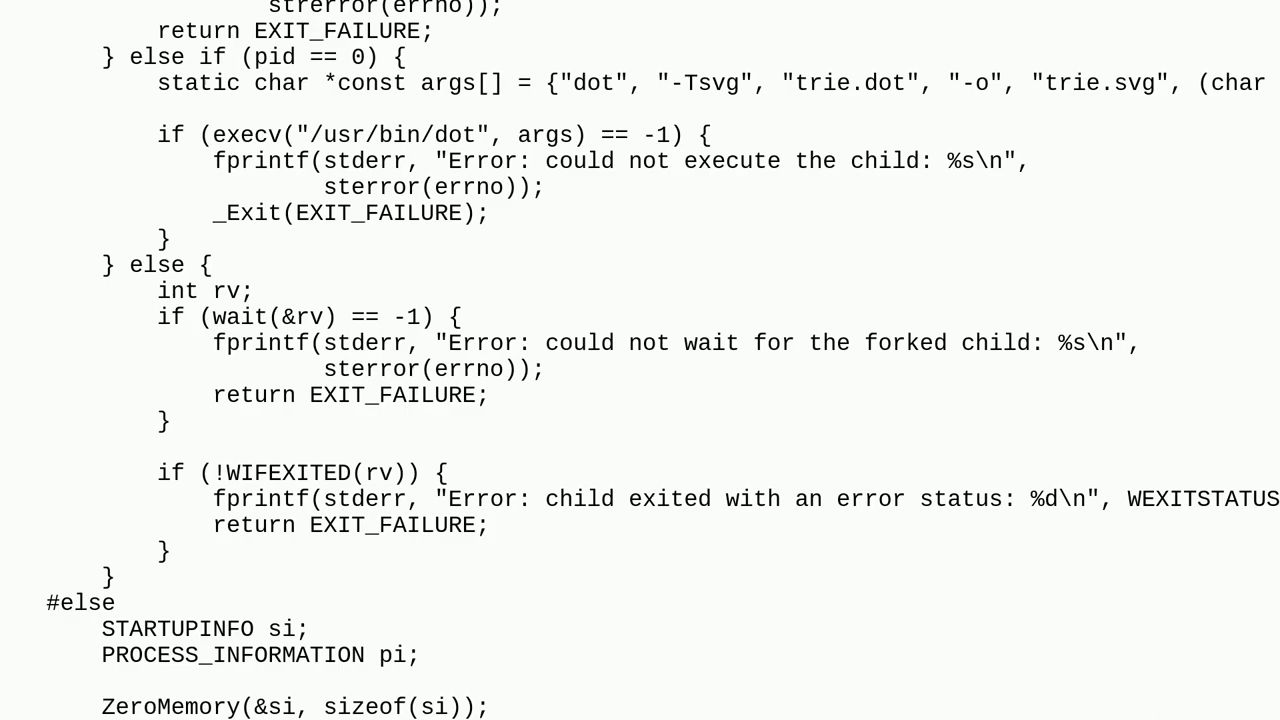 strerror(errno));
return EXIT_FAILURE;
} else if (pid == 0) {
static char *const args[] = {"dot", "-Tsvg", "trie.dot", "-o", "trie.svg", (char
if (execv("/usr/bin/dot", args) == -1) {
fprintf(stderr, "Error: could not execute the child: %s\n",
sterror(errno));
_Exit(EXIT_FAILURE);
}
} else {
int rv;
if (wait(&rv) == -1) {
fprintf(stderr, "Error: could not wait for the forked child: %s\n",
sterror(errno));
return EXIT_FAILURE;
}
if (!WIFEXITED(rv)) {
fprintf(stderr, "Error: child exited with an error status: %d\n", WEXITSTATUS
return EXIT_FAILURE;
}
}
#else
STARTUPINFO si;
PROCESS_INFORMATION pi;
ZeroMemory(&si, sizeof(si));